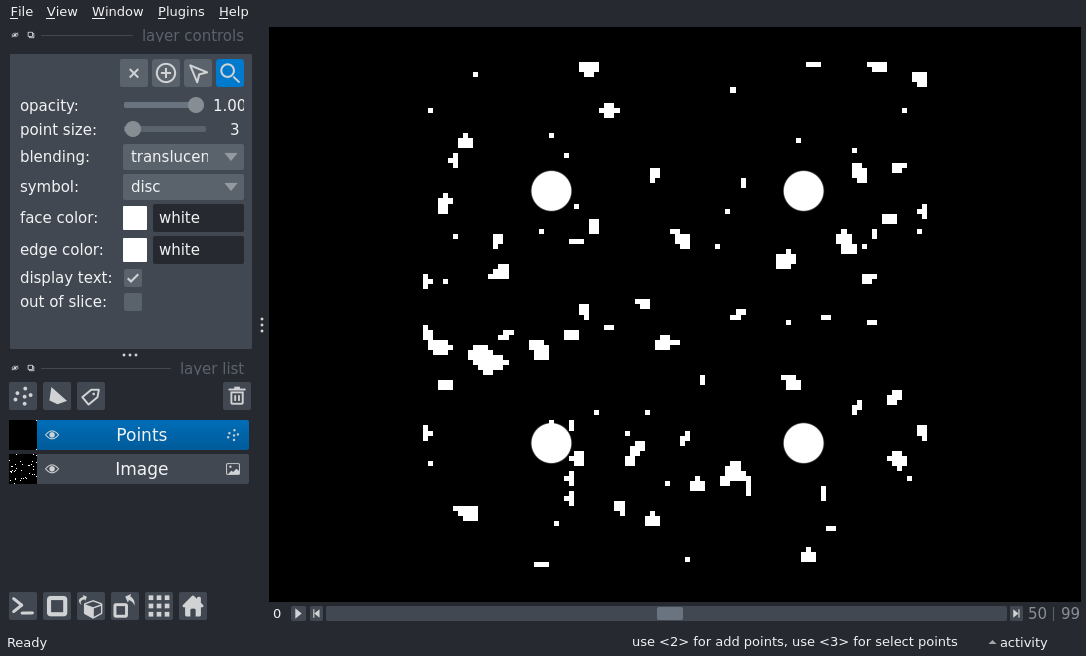 File View Window Plugins Help
layer controls
opacity: 1.00
point size: 3
blending: translucen
symbol: disc
face color: white
edge color: white
display text:
out of slice:
layer list
Points
Image
0 50 | 99
Ready use <2> for add points, use <3> for select points activity